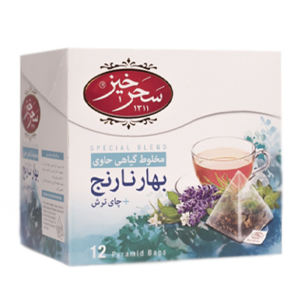 سحرخیز
۱۳۱۱
SPECIAL BLEND
مخلوط گیاهی حاوی
بهارنارنج
+ چای ترش
12 Pyramid Bags